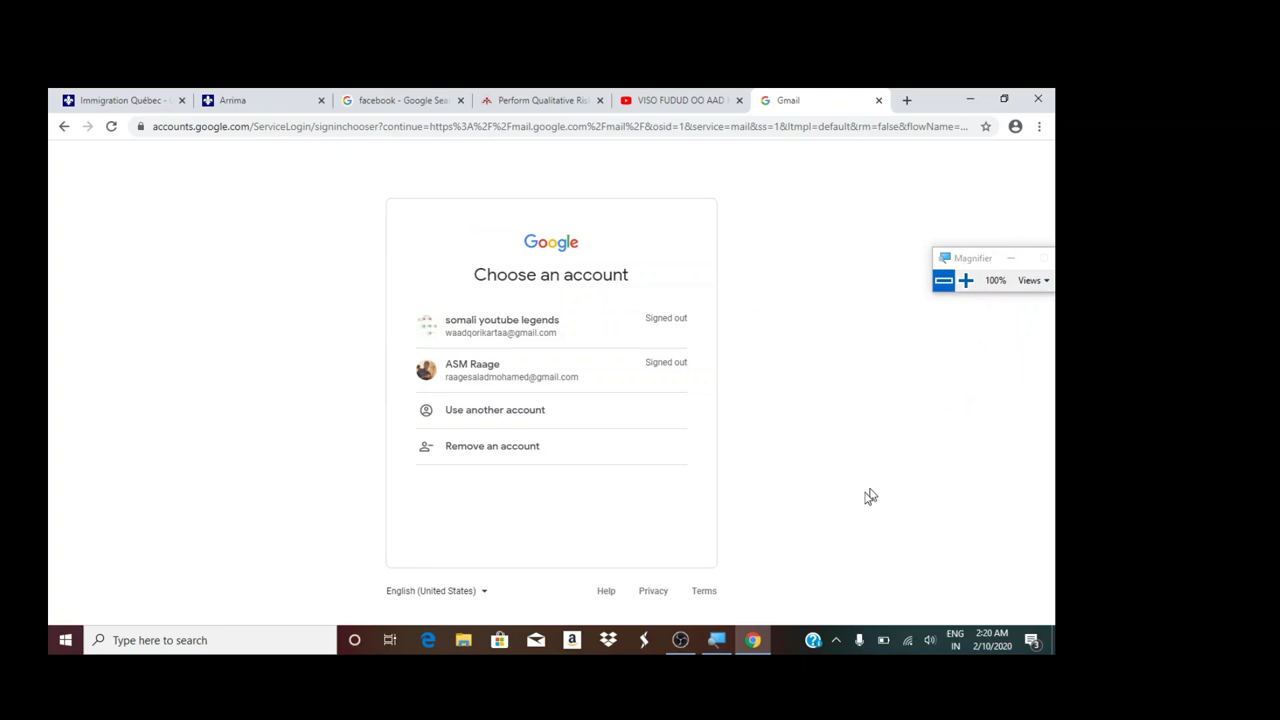 Immigration Québec -
Arrima
facebook - Google Sea
Perform Qualitative Ris
VISO FUDUD OO AAD
Gmail
accounts.google.com/ServiceLogin/signinchooser?continue=https%3A%2F%2Fmail.google.com%2Fmail%2F&osid=1&service=mail&ss=1&ltmpl=default&rm=false&flowName=...
Google
Choose an account
somali youtube legends
Signed out
waadqorikartaa@gmail.com
ASM Raage
Signed out
raagesaladmohamed@gmail.com
Use another account
Remove an account
Magnifier
100% Views
English (United States)
Help Privacy Terms
Type here to search
ENG
IN
2:20 AM
2/10/2020
3